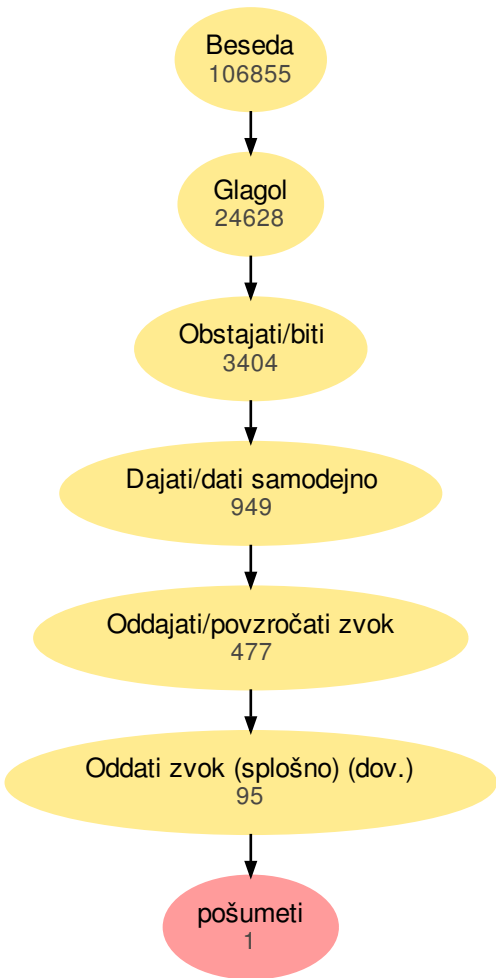 Beseda
106855
Glagol
24628
Obstajati/biti
3404
Dajati/dati samodejno
949
Oddajati/povzročati zvok
477
Oddati zvok (splošno) (dov.)
95
pošumeti
1